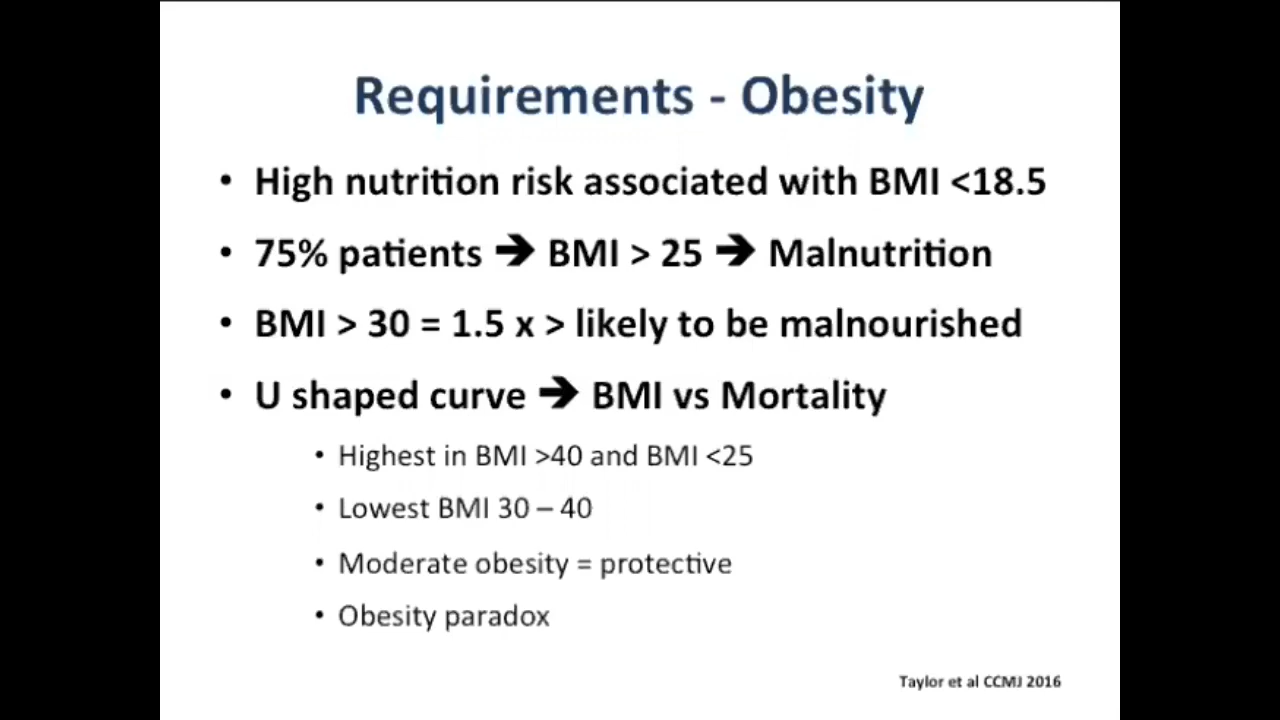 Requirements - Obesity
• High nutrition risk associated with BMI <18.5
• 75% patients ➔ BMI > 25 ➔ Malnutrition
• BMI > 30 = 1.5 x > likely to be malnourished
• U shaped curve ➔ BMI vs Mortality
• Highest in BMI >40 and BMI <25
• Lowest BMI 30 – 40
• Moderate obesity = protective
• Obesity paradox
Taylor et al CCMJ 2016